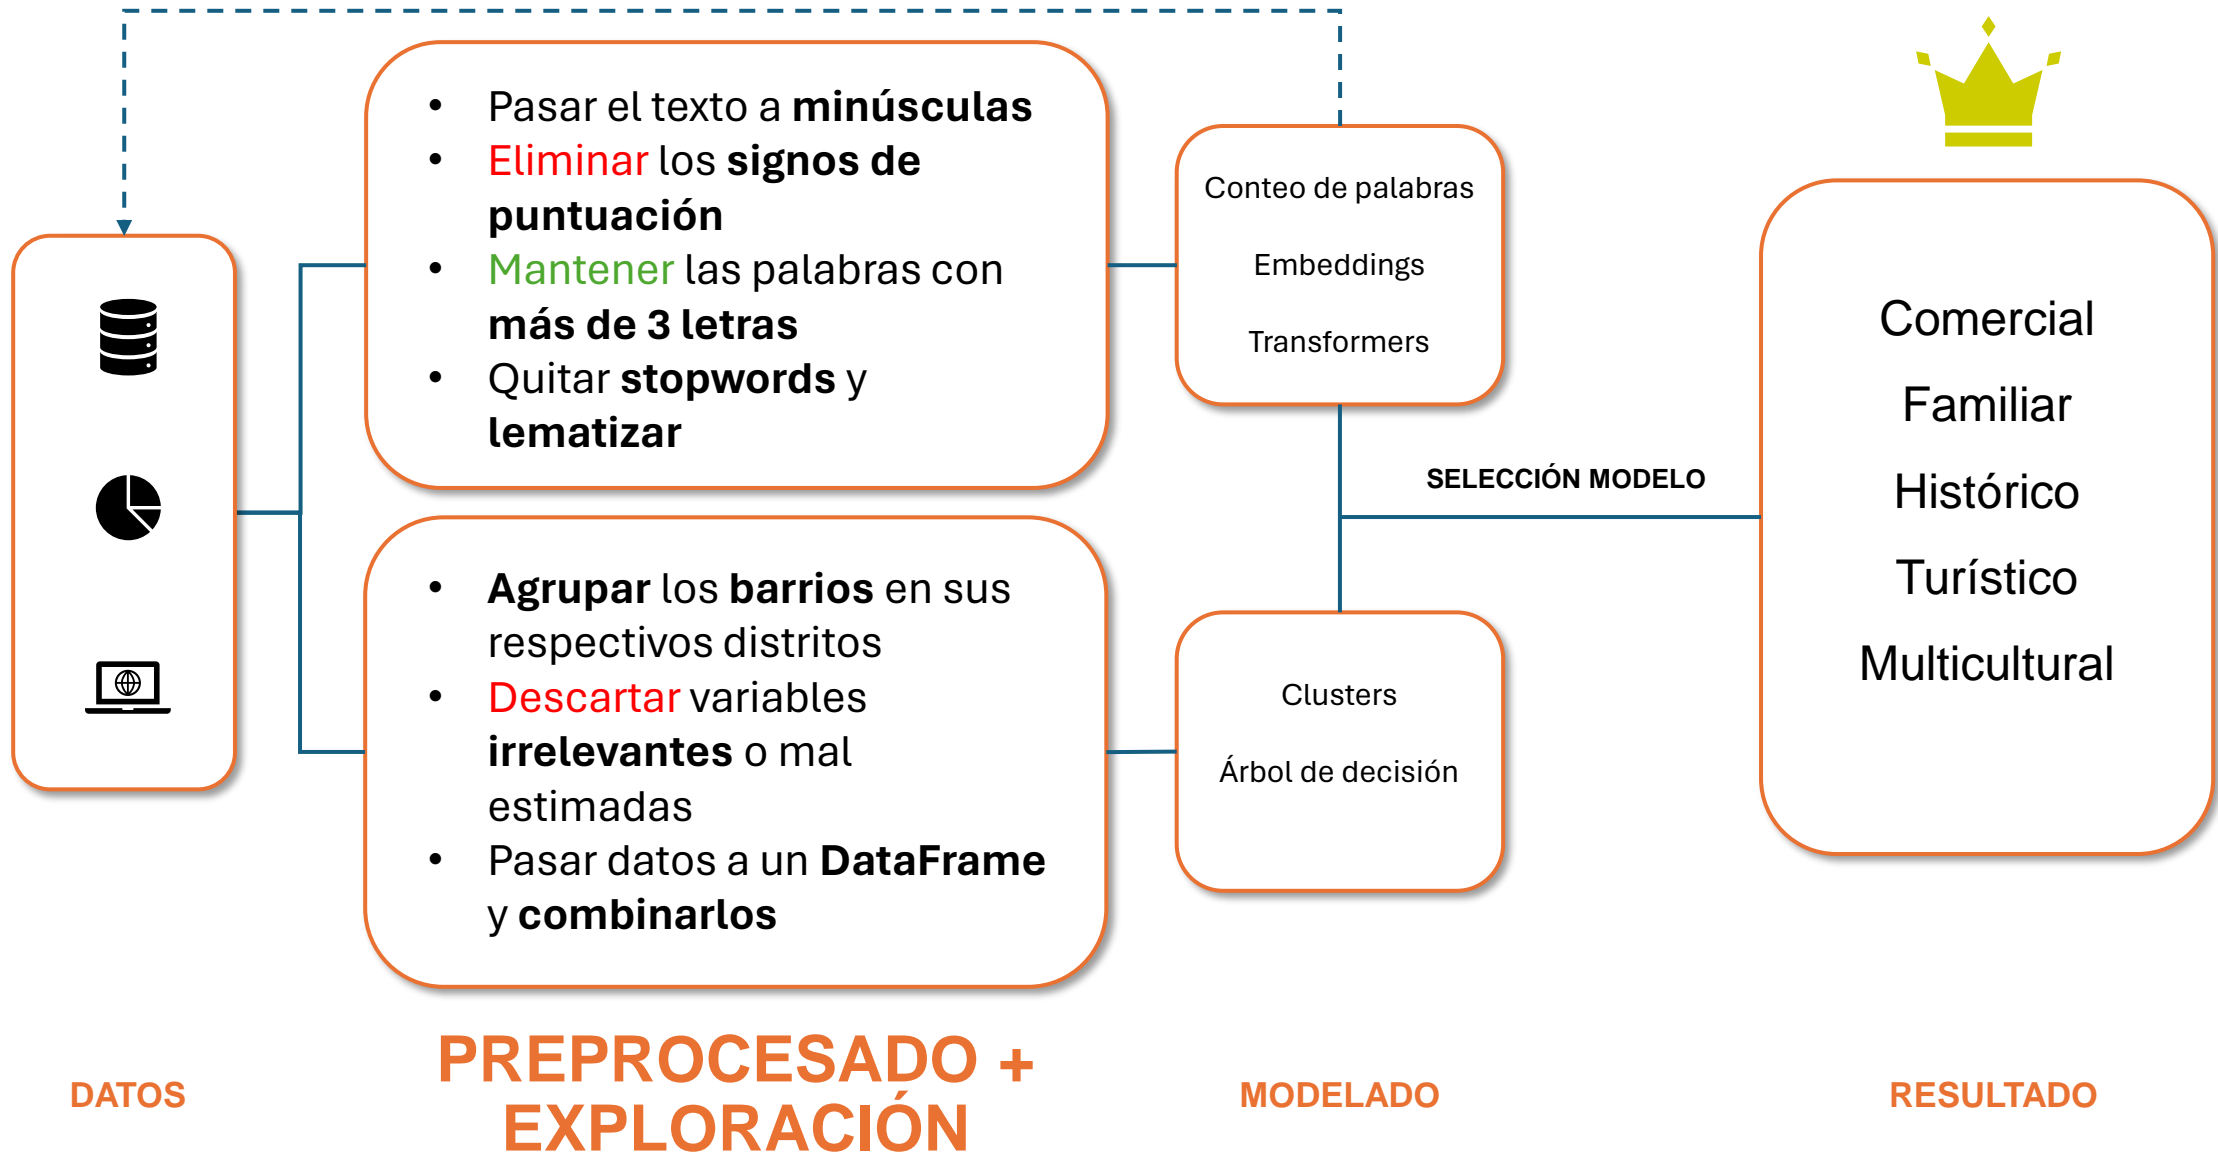 • Pasar el texto a minúsculas
• Eliminar los signos de
puntuación
• Mantener las palabras con
más de 3 letras
• Quitar stopwords y
lematizar
• Agrupar los barrios en sus
respectivos distritos
• Descartar variables
irrelevantes o mal
estimadas
• Pasar datos a un DataFrame
y combinarlos
Conteo de palabras
Embeddings
Transformers
Clusters
Árbol de decisión
SELECCIÓN MODELO
Comercial
Familiar
Histórico
Turístico
Multicultural
DATOS
PREPROCESADO +
EXPLORACIÓN
MODELADO
RESULTADO